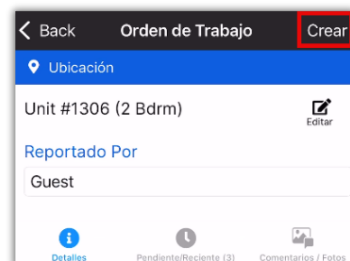 Back Orden de Trabajo Crear
Ubicación
Unit #1306 (2 Bdrm)
Editar
Reportado Por
Guest
Detalles Pendiente/Reciente (3) Comentarios / Fotos